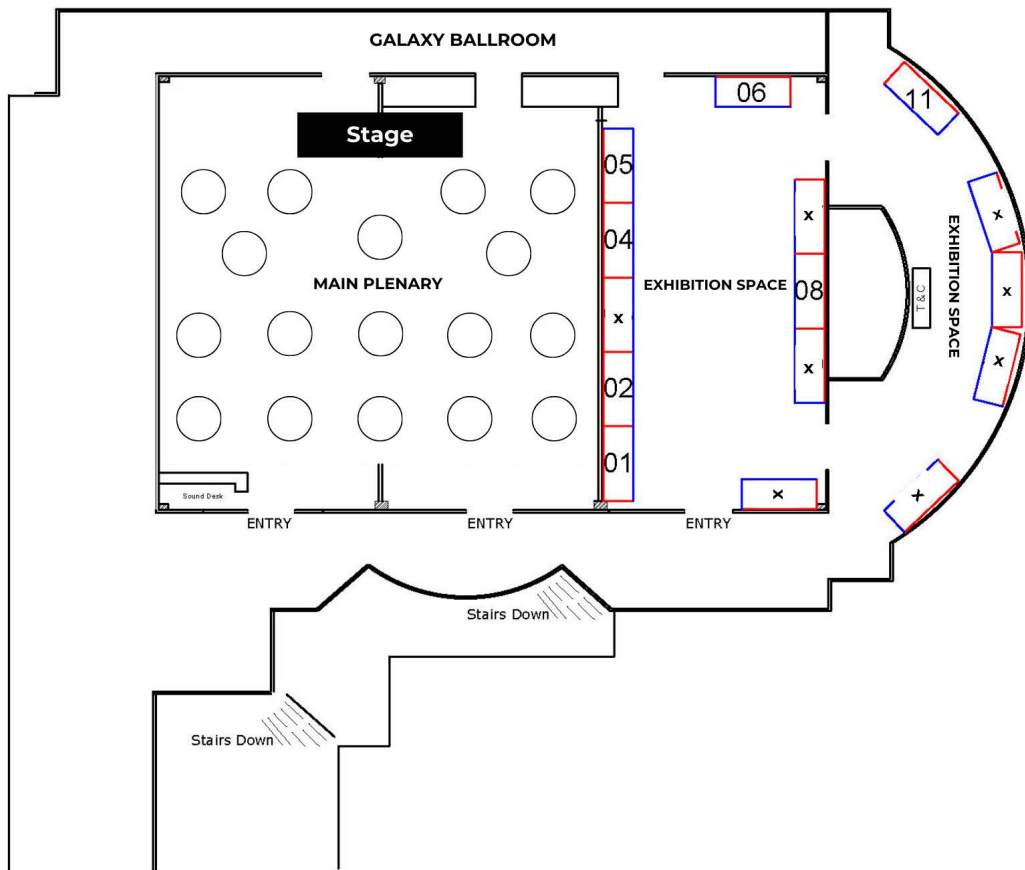 GALAXY BALLROOM
06
11
Stage
05
x
x
04
MAIN PLENARY
EXHIBITION SPACE
08
T & C
EXHIBITION SPACE
x
x
x
x
02
01
x
x
Sound Desk
ENTRY
ENTRY
ENTRY
Stairs Down
Stairs Down